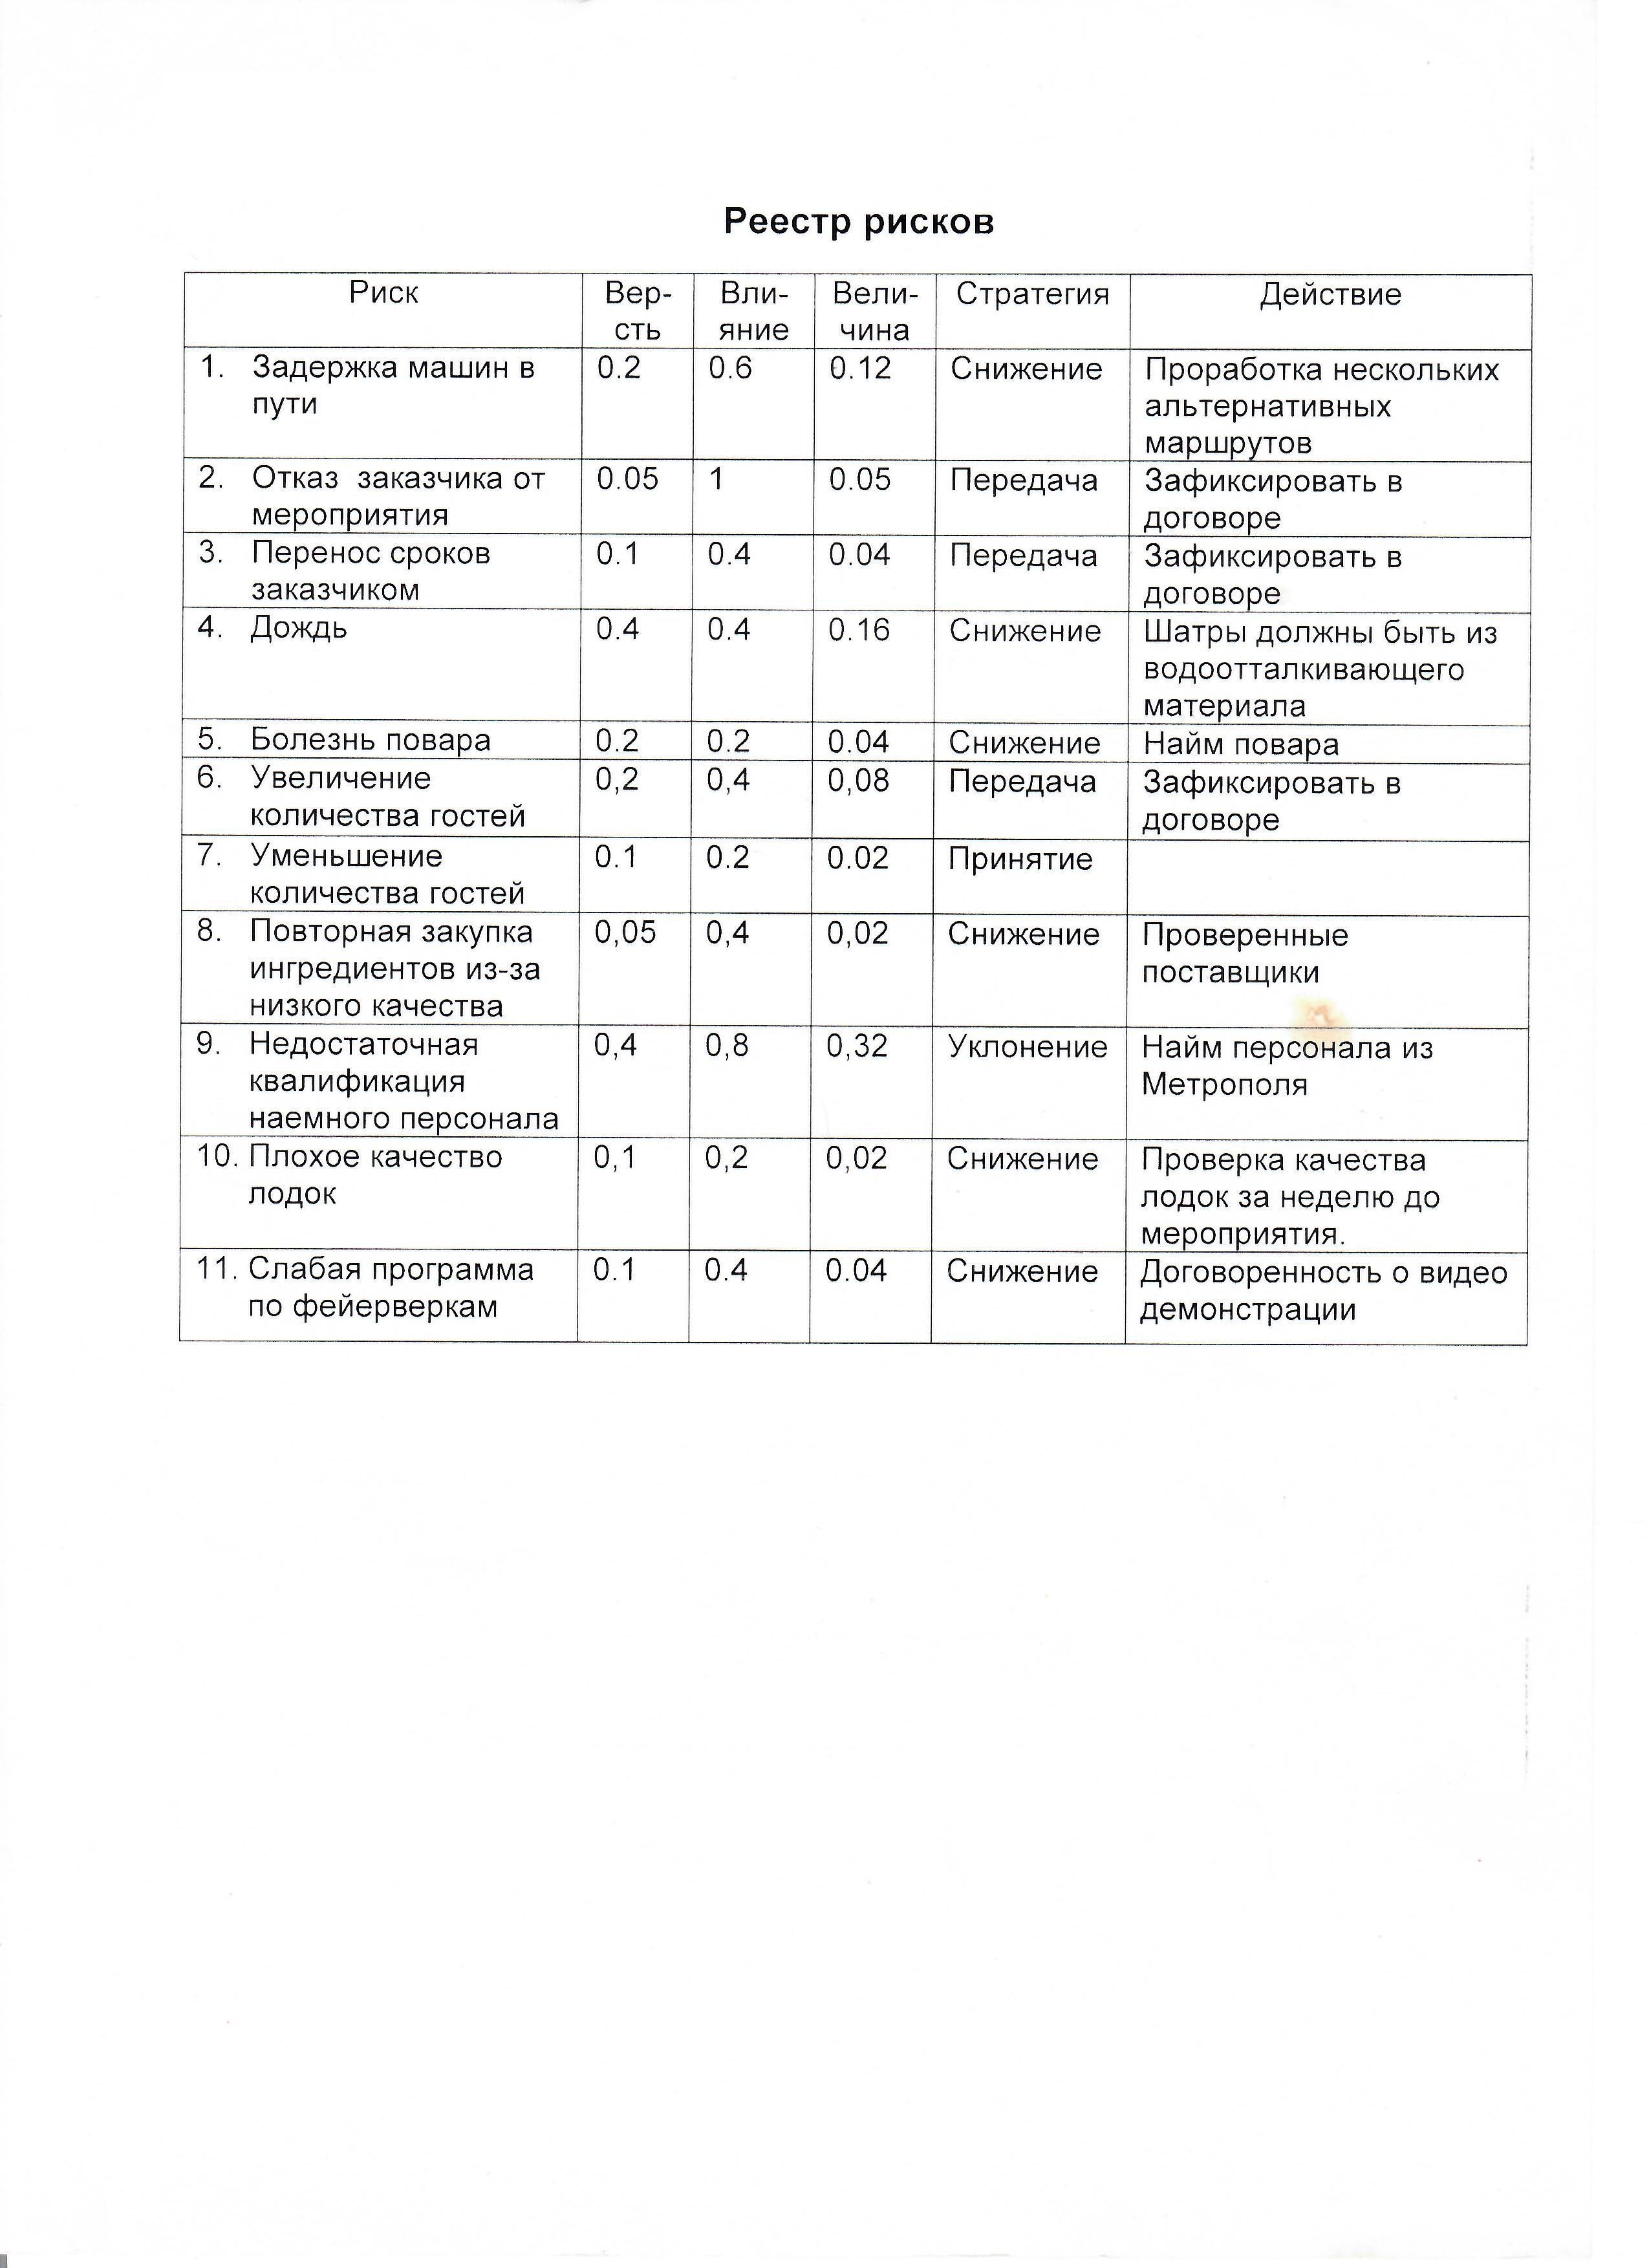 Реестр рисков
Риск Вер- Вли- Вели- Стратегия Действие
сть яние чина
1. Задержка машин в 0.2 0.6 0.12 Снижение Проработка нескольких
пути альтернативных
маршрутов
2. Отказ заказчика от 0.05 1 0.05 Передача Зафиксировать в
мероприятия договоре
3. Перенос сроков 0.1 0.4 0.04 Передача Зафиксировать в
заказчиком договоре
4. Дождь 0.4 0.4 0.16 Снижение Шатры должны быть из
водоотталкивающего
материала
5. Болезнь повара 0.2 0.2 0.04 Снижение Найм повара
6. Увеличение 0,2 0,4 0,08 Передача Зафиксировать в
количества гостей договоре
7. Уменьшение 0.1 0.2 0.02 Принятие
количества гостей
8. Повторная закупка 0,05 0,4 0,02 Снижение Проверенные
ингредиентов из-за поставщики
низкого качества
9. Недостаточная 0,4 0,8 0,32 Уклонение Найм персонала из
квалификация Метрополя
наемного персонала
10. Плохое качество 0,1 0,2 0,02 Снижение Проверка качества
лодок лодок за неделю до
мероприятия.
11. Слабая программа 0.1 0.4 0.04 Снижение Договоренность о видео
по фейерверкам демонстрации